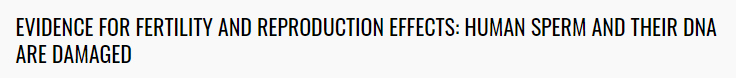 EVIDENCE FOR FERTILITY AND REPRODUCTION EFFECTS: HUMAN SPERM AND THEIR DNA
ARE DAMAGED